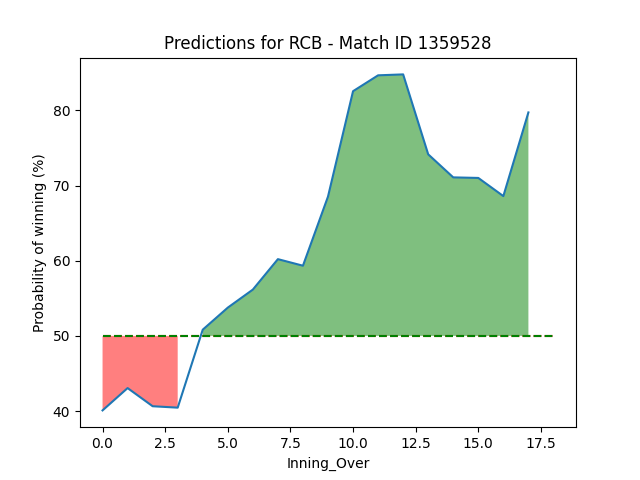 Predictions for RCB - Match ID 1359528
Probability of winning (%)
80
70
60
50
40
0.0 2.5 5.0 7.5 10.0 12.5 15.0 17.5
Inning_Over